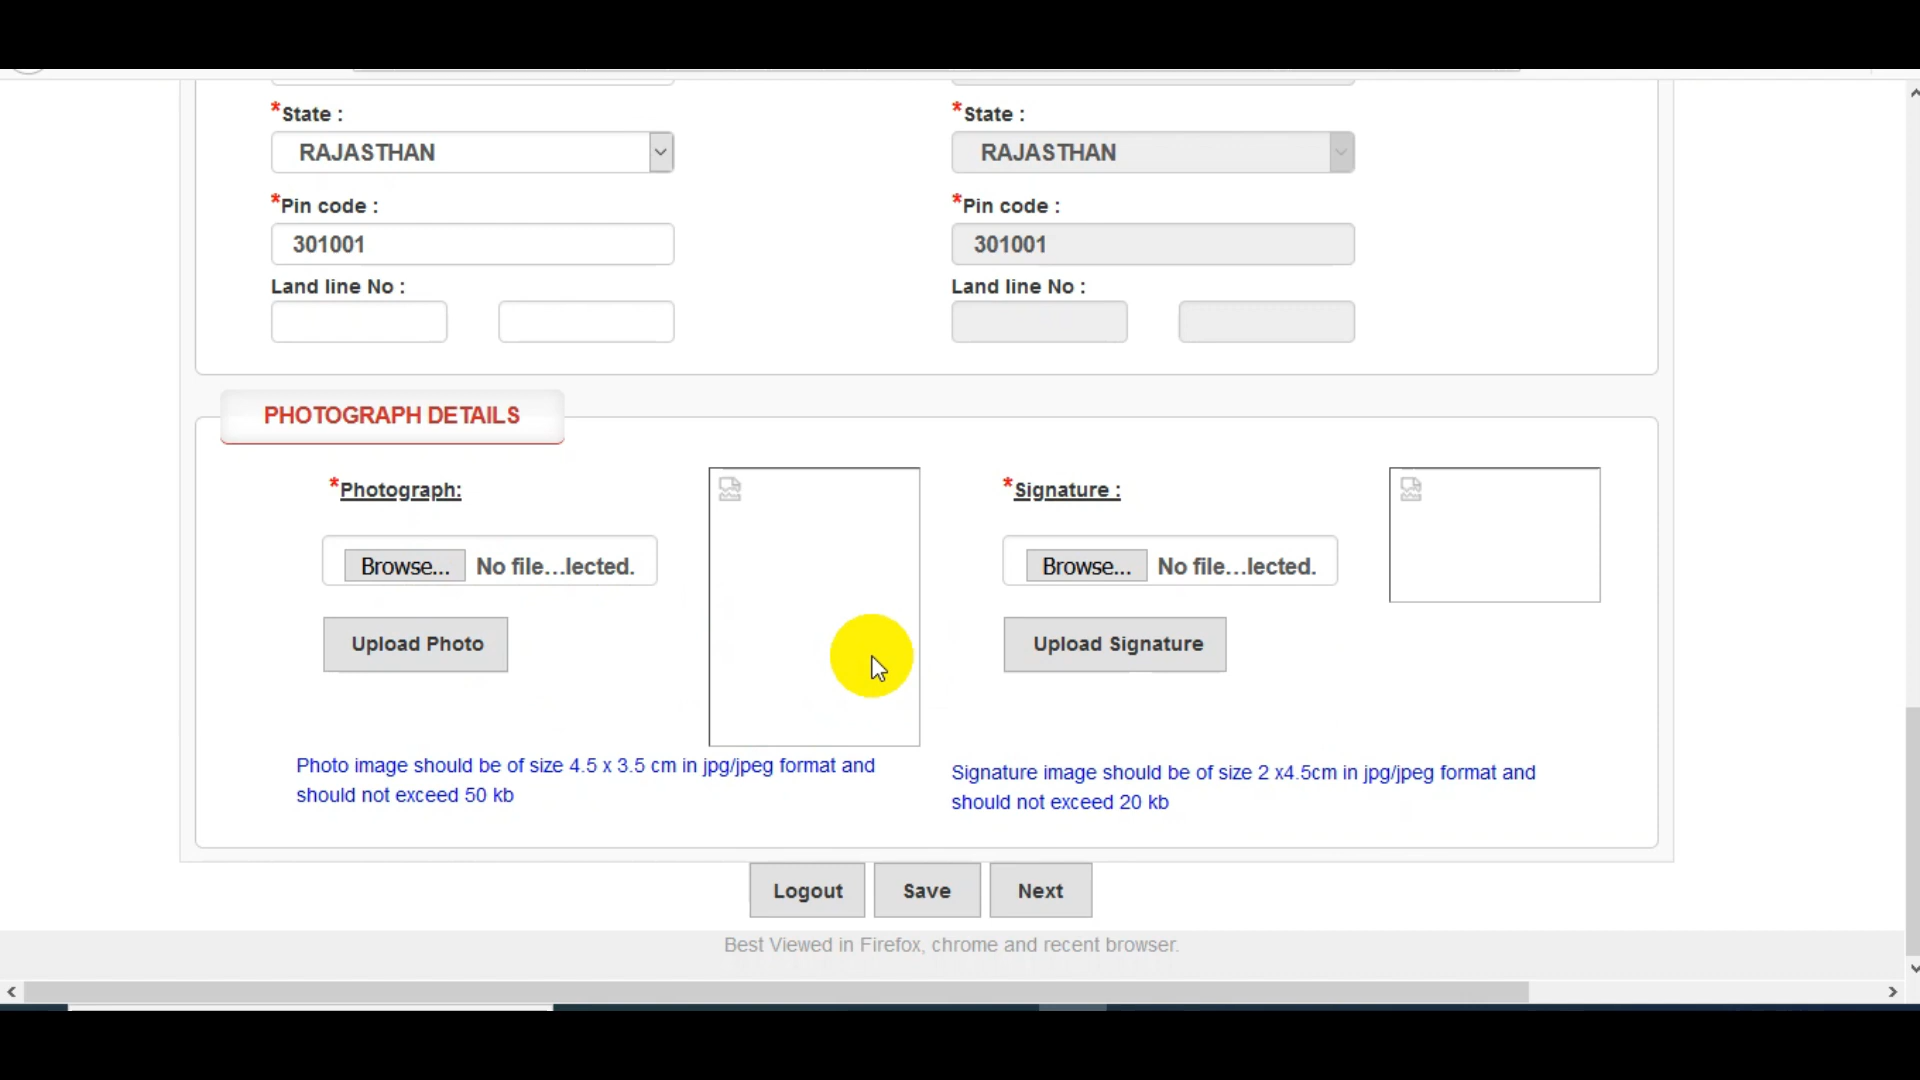 *State :
*State :
RAJASTHAN
RAJASTHAN
*Pin code :
*Pin code :
301001
301001
Land line No :
Land line No :
PHOTOGRAPH DETAILS
*Photograph:
*Signature :
Browse... No file...lected.
Browse... No file...lected.
Upload Photo
Upload Signature
Photo image should be of size 4.5 x 3.5 cm in jpg/jpeg format and
should not exceed 50 kb
Signature image should be of size 2 x4.5cm in jpg/jpeg format and
should not exceed 20 kb
Logout
Save
Next
Best Viewed in Firefox, chrome and recent browser.